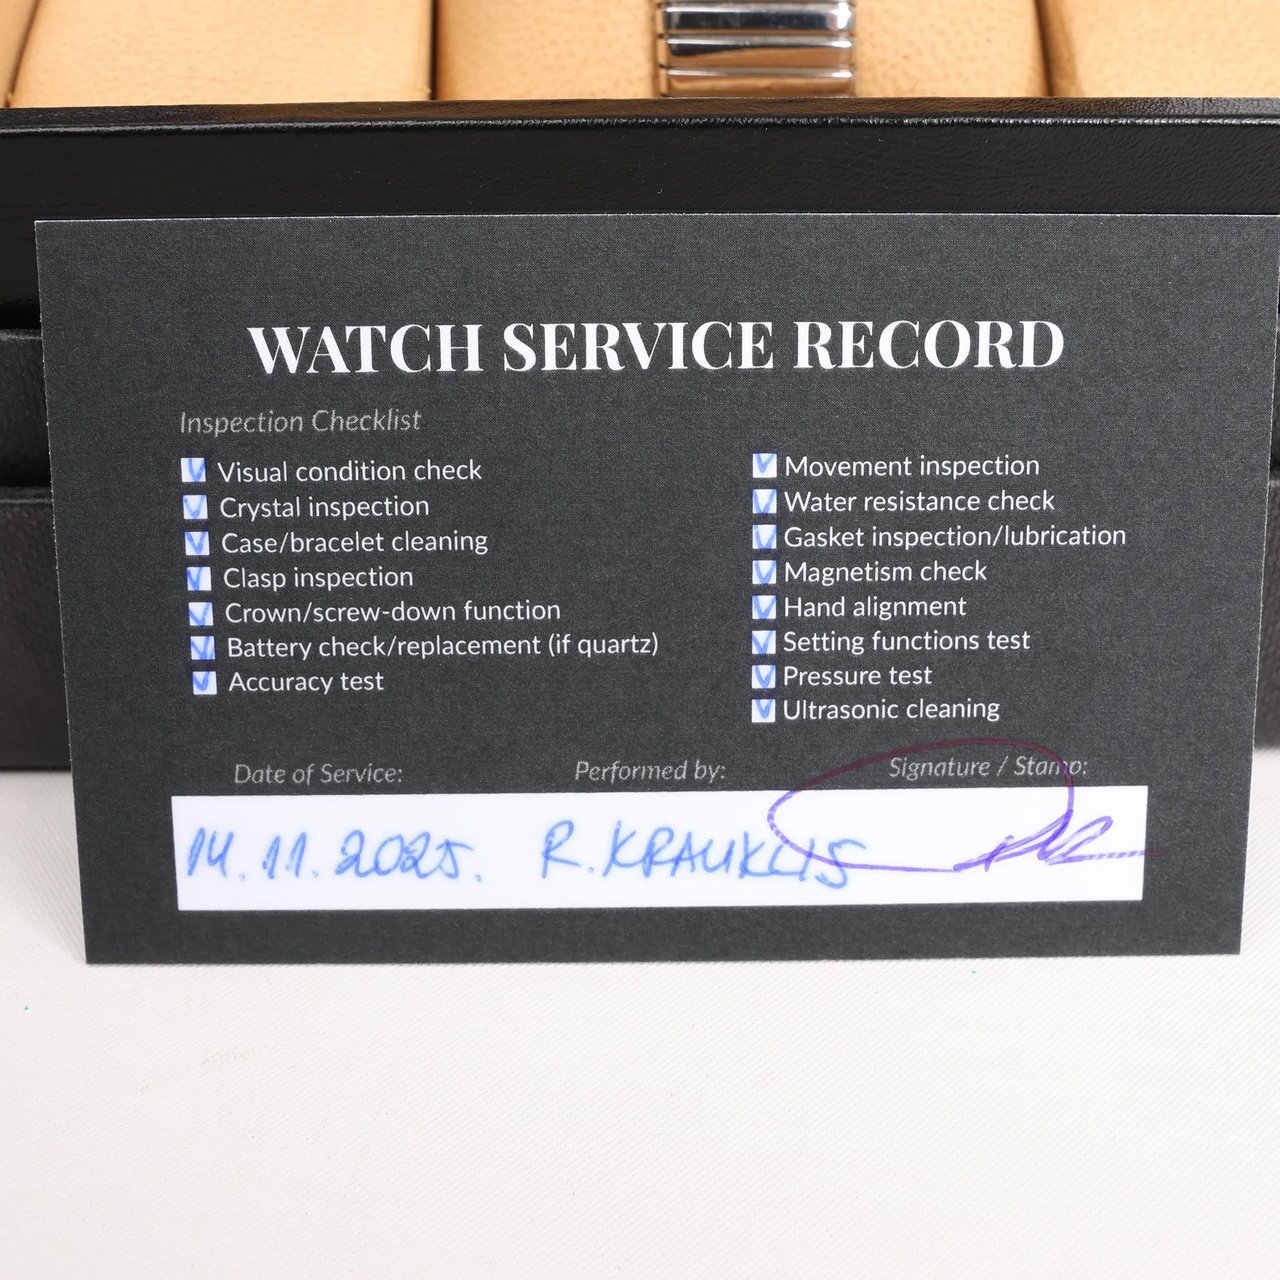 WATCH SERVICE RECORD
Inspection Checklist
Visual condition check
Crystal inspection
Case/bracelet cleaning
Clasp inspection
Crown/screw-down function
Battery check/replacement (if quartz)
Accuracy test
Movement inspection
Water resistance check
Gasket inspection/lubrication
Magnetism check
Hand alignment
Setting functions test
Pressure test
Ultrasonic cleaning
Date of Service: Performed by: Signature / Stamp:
14.11.2025. R.KRAUKLIS